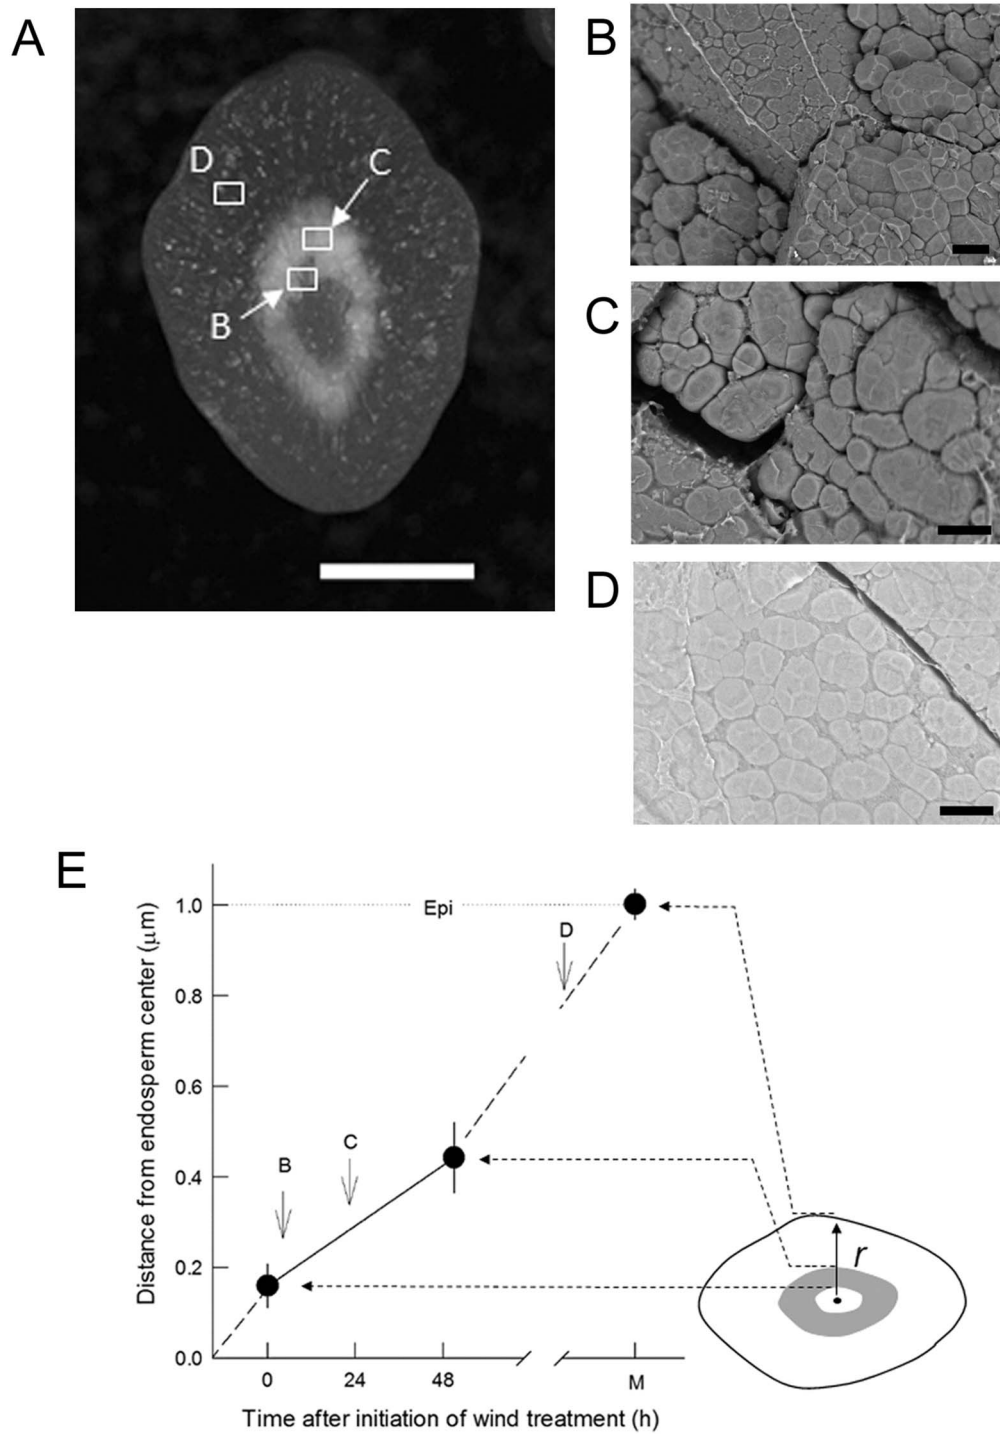 A
D
C
B
B
C
D
E
Distance from endosperm center (μm)
1.0
0.8
0.6
0.4
0.2
0.0
Epi
D
C
B
r
0
24
48
M
Time after initiation of wind treatment (h)